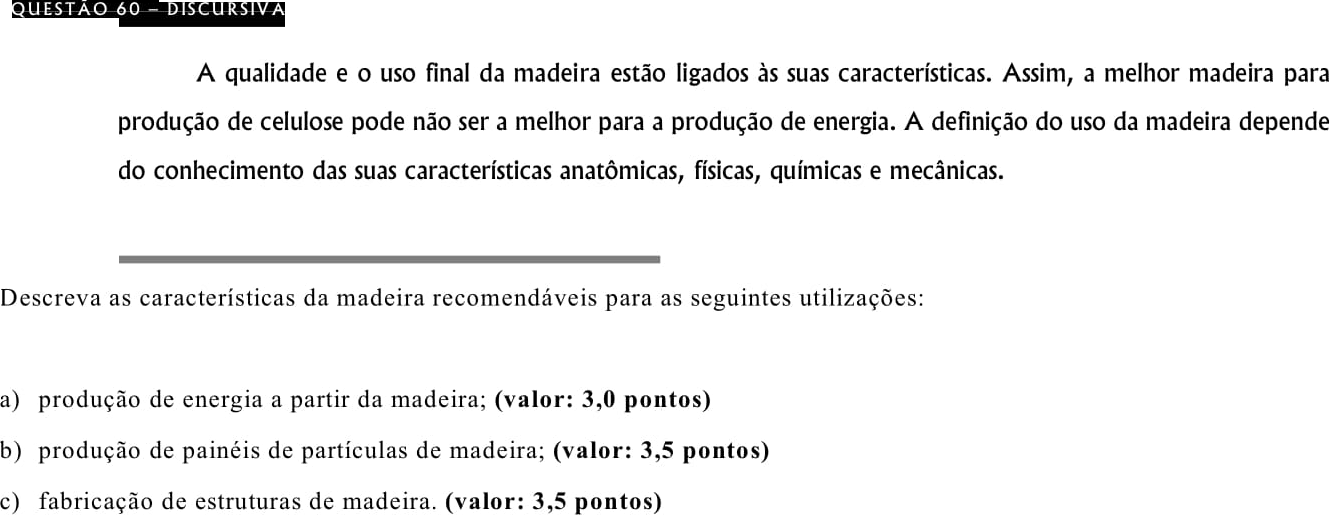 QUESTÃO 60 – DISCURSIVA
A qualidade e o uso final da madeira estão ligados às suas características. Assim, a melhor madeira para
produção de celulose pode não ser a melhor para a produção de energia. A definição do uso da madeira depende
do conhecimento das suas características anatômicas, físicas, químicas e mecânicas.
Descreva as características da madeira recomendáveis para as seguintes utilizações:
a) produção de energia a partir da madeira; (valor: 3,0 pontos)
b) produção de painéis de partículas de madeira; (valor: 3,5 pontos)
c) fabricação de estruturas de madeira. (valor: 3,5 pontos)